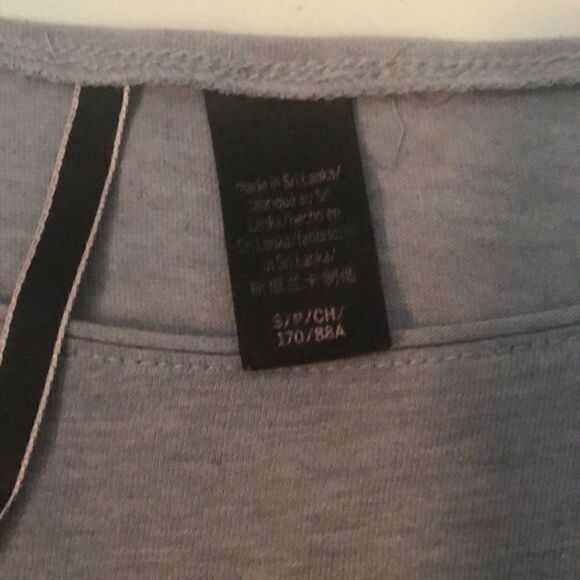 made in Sri Lanka/
fabriqué au Sri
Lanka/hecho en
Sri Lanka/fabbricato
in Sri Lanka/
斯里兰卡制造
S/P/CH/
170/88A